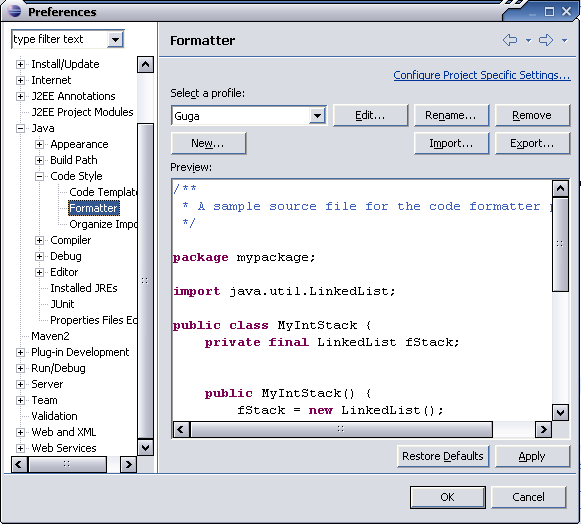 Preferences
type filter text
Install/Update
Internet
J2EE Annotations
J2EE Project Modules
Java
Appearance
Build Path
Code Style
Code Template
Formatter
Organize Impo
Compiler
Debug
Editor
Installed JREs
JUnit
Properties Files Ed
Maven2
Plug-in Development
Run/Debug
Server
Team
Validation
Web and XML
Web Services
Formatter
Configure Project Specific Settings...
Select a profile:
Guga
Edit...
Rename...
Remove
New...
Import...
Export...
Preview:
/**
* A sample source file for the code formatter p
*/
package mypackage;
import java.util.LinkedList;
public class MyIntStack {
private final LinkedList fStack;
public MyIntStack() {
fStack = new LinkedList();
Restore Defaults
Apply
OK
Cancel